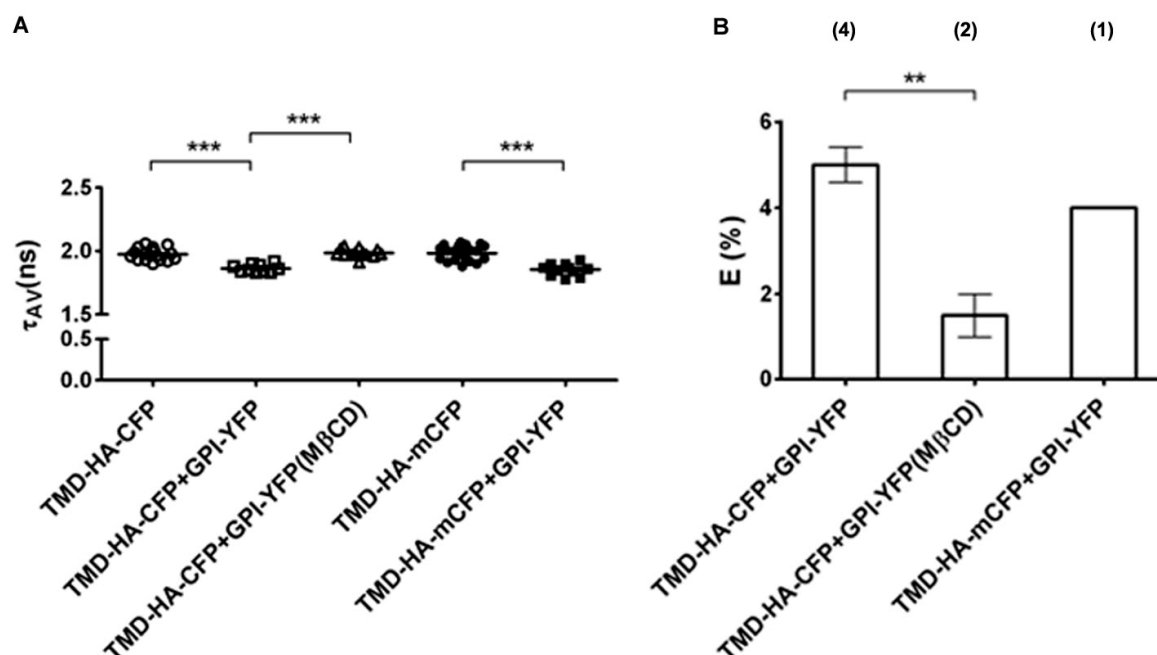 A
***
***
***
τAV(ns)
2.5
2.0
1.5
0.5
0.0
TMD-HA-CFP
TMD-HA-CFP+GPI-YFP
TMD-HA-CFP+GPI-YFP(MβCD)
TMD-HA-mCFP
TMD-HA-mCFP+GPI-YFP
B
(4) (2) (1)
**
E (%)
6
4
2
0
TMD-HA-CFP+GPI-YFP
TMD-HA-CFP+GPI-YFP(MβCD)
TMD-HA-mCFP+GPI-YFP